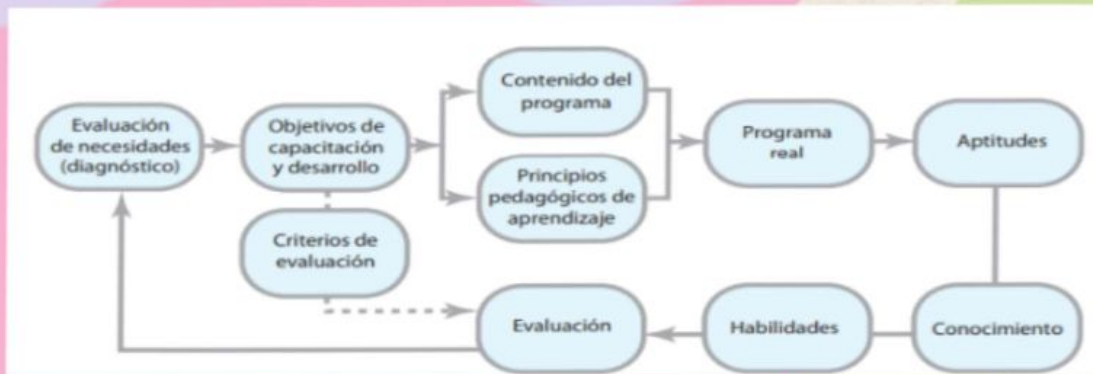 Evaluación
de necesidades
(diagnóstico)
Objetivos de
capacitación
y desarrollo
Contenido del
programa
Principios
pedagógicos de
aprendizaje
Programa
real
Aptitudes
Criterios de
evaluación
Evaluación
Habilidades
Conocimiento